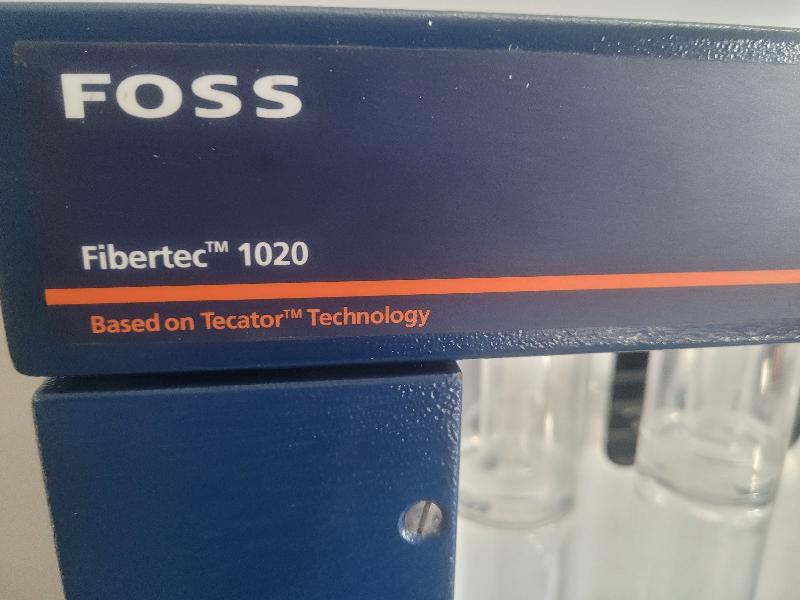 FOSS
Fibertec™ 1020
Based on Tecator™ Technology